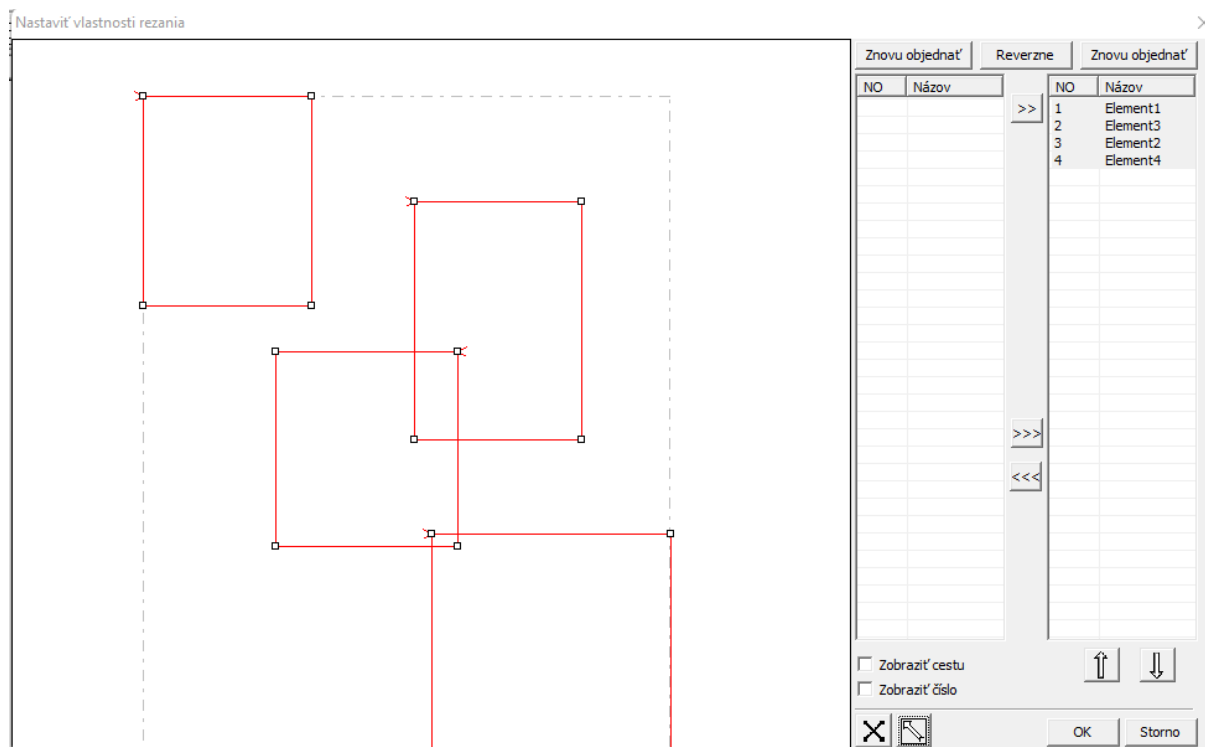 Nastaviť vlastnosti rezania
Znovu objednať Reverzne Znovu objednať
NO Názov
>>
>>>
<<<
NO Názov
1 Element1
2 Element3
3 Element2
4 Element4
Zobraziť cestu
Zobraziť číslo
OK Storno